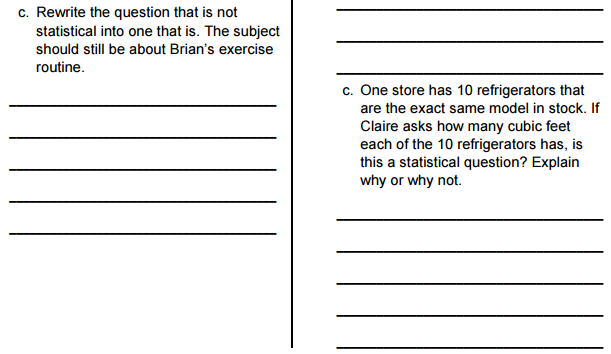 c. Rewrite the question that is not
statistical into one that is. The subject
should still be about Brian's exercise
routine.
c. One store has 10 refrigerators that
are the exact same model in stock. If
Claire asks how many cubic feet
each of the 10 refrigerators has, is
this a statistical question? Explain
why or why not.